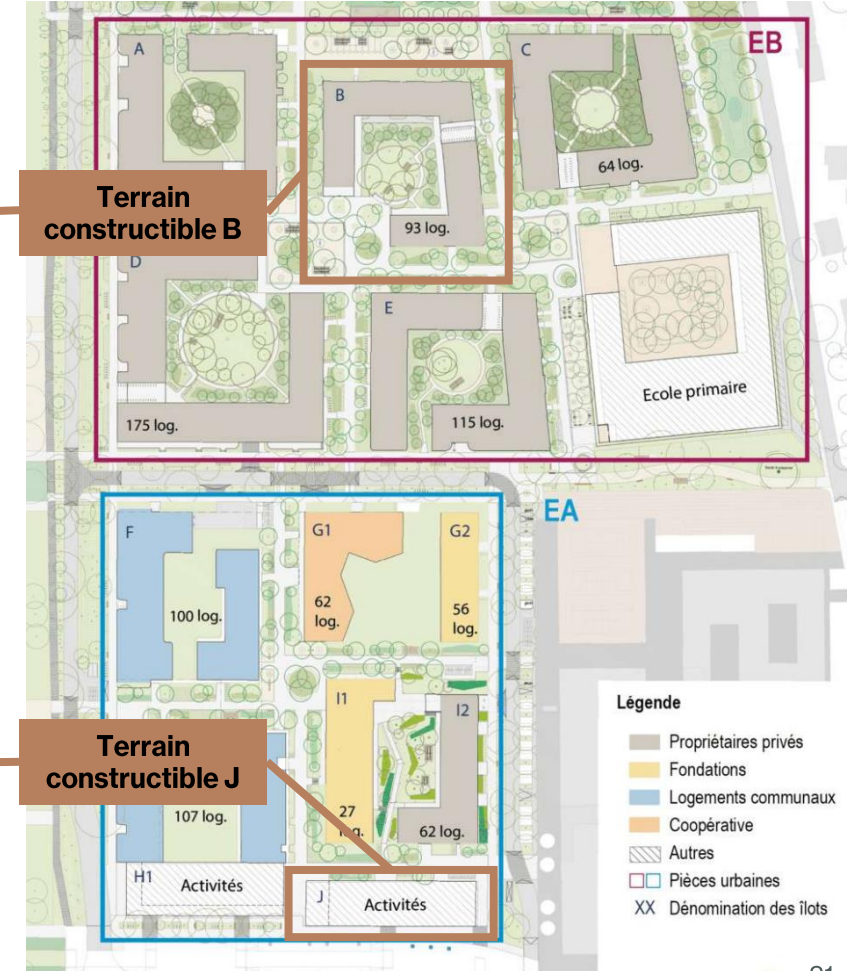 A
B
C
EB
64 log.
Terrain
constructible B
93 log.
D
E
Ecole primaire
175 log.
115 log.
EA
F
G1
G2
100 log.
62
log.
56
log.
I1
I2
Légende
Terrain
constructible J
Propriétaires privés
Fondations
107 log.
27
log.
62 log.
Logements communaux
Coopérative
Autres
H1
Activités
J
Activités
Pièces urbaines
XX Dénomination des îlots